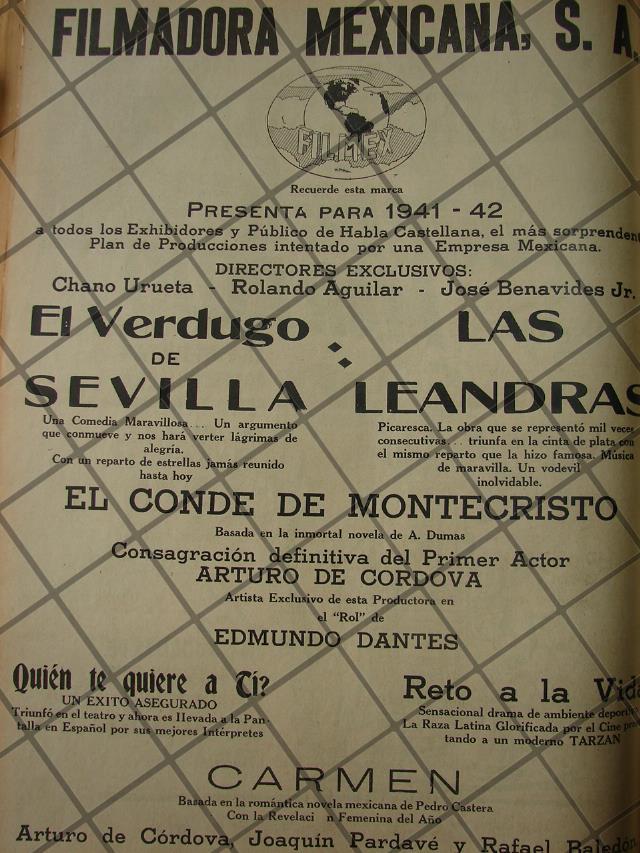 FILMADORA MEXICANA, S. A.
FILMEX
Recuerde esta marca
PRESENTA PARA 1941 - 42
a todos los Exhibidores y Público de Habla Castellana, el más sorprenden
Plan de Producciones intentado por una Empresa Mexicana.
DIRECTORES EXCLUSIVOS:
Chano Urueta - Rolando Aguilar - José Benavides Jr.
El Verdugo
DE
SEVILLA
Una Comedia Maravillosa... Un argumento
que conmueve y nos hará verter lágrimas de
alegría.
Con un reparto de estrellas jamás reunido
hasta hoy
LAS
LEANDRAS
Picaresca. La obra que se representó mil veces
consecutivas... triunfa en la cinta de plata con
el mismo reparto que la hizo famosa. Música
de maravilla. Un vodevil
inolvidable.
EL CONDE DE MONTECRISTO
Basada en la inmortal novela de A. Dumas
Consagración definitiva del Primer Actor
ARTURO DE CORDOVA
Artista Exclusivo de esta Productora en
el "Rol" de
EDMUNDO DANTES
Quién te quiere a Ti?
UN EXITO ASEGURADO
Triunfó en el teatro y ahora es llevada a la Pan-
talla en Español por sus mejores Intérpretes
Reto a la Vid
Sensacional drama de ambiente deporti
La Raza Latina Glorificada por el Cine
tando a un moderno TARZAN
CARMEN
Basada en la romántica novela mexicana de Pedro Castera
Con la Revelaci n Femenina del Año
Arturo de Córdova, Joaquín Pardavé y Rafael Baledón